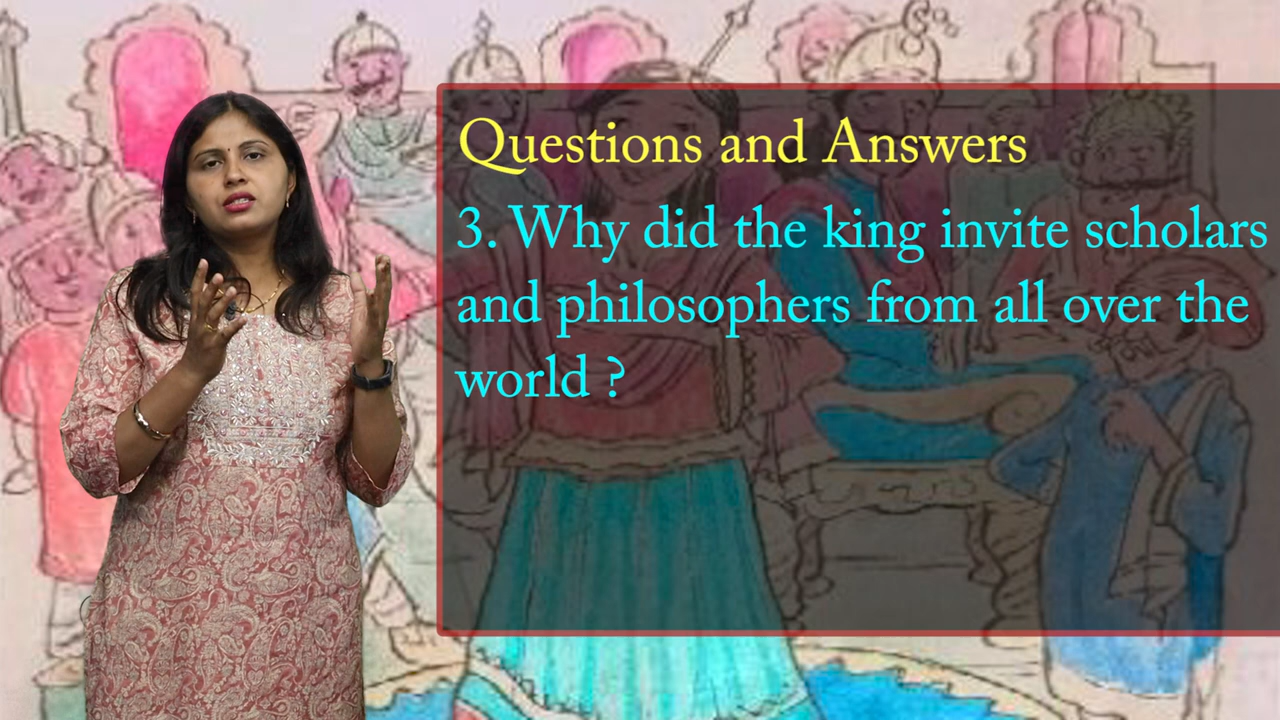 Questions and Answers
3. Why did the king invite scholars
and philosophers from all over the
world ?